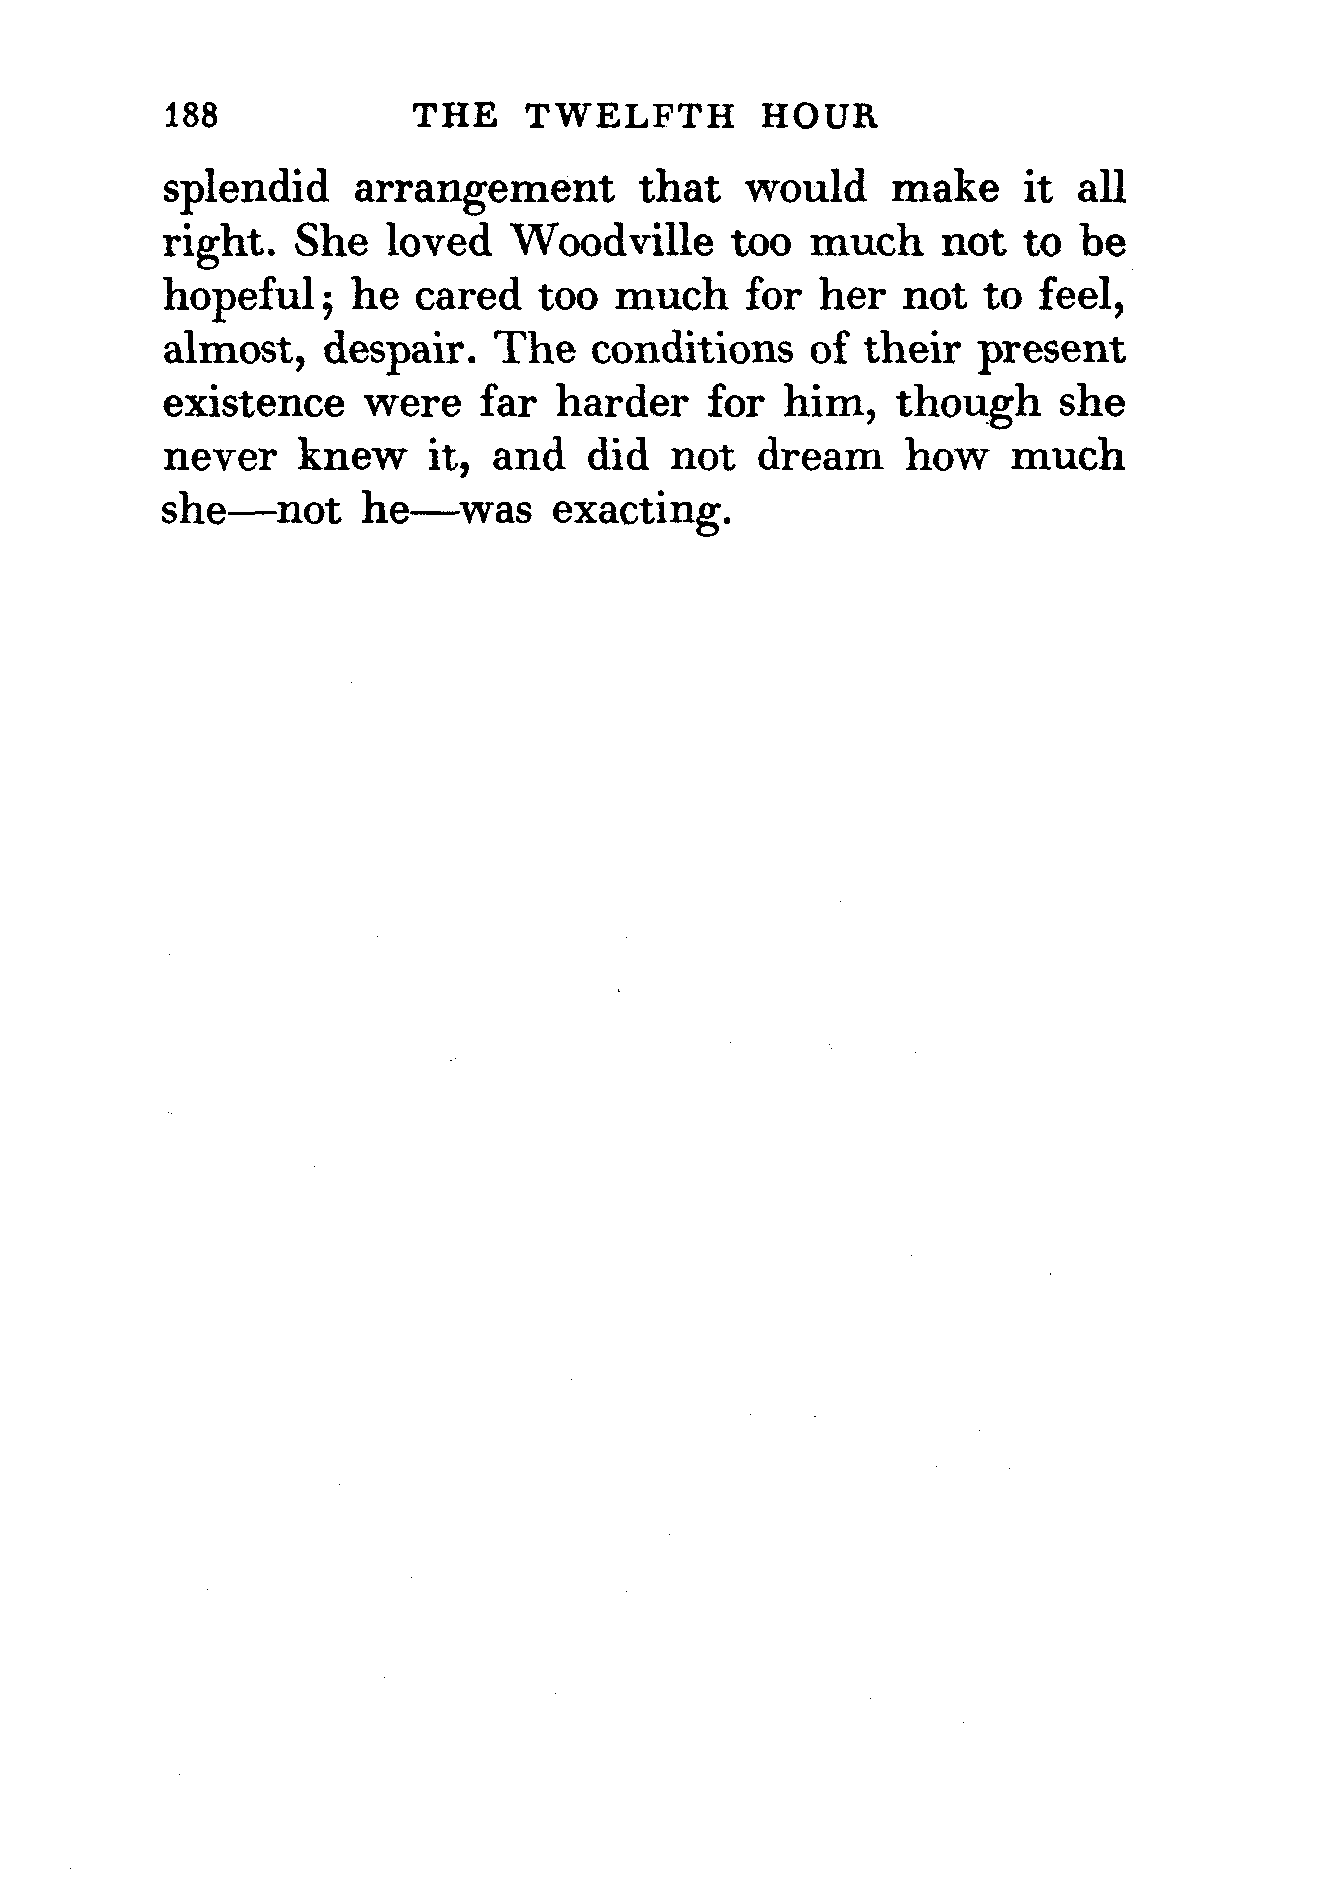 188 THE TWELFTH HOUR
splendid arrangement that would make it all
right. She loved Woodville too much not to be
hopeful; he cared too much for her not to feel,
almost, despair. The conditions of their present
existence were far harder for him, though she
never knew it, and did not dream how much
she—not he—was exacting.